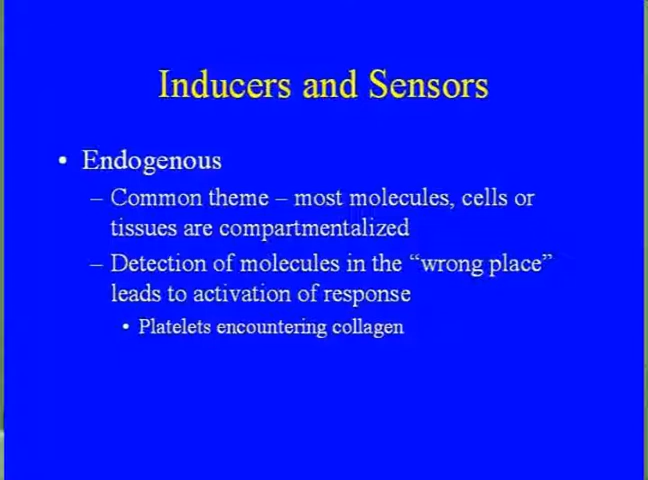 Inducers and Sensors
• Endogenous
– Common theme – most molecules, cells or
tissues are compartmentalized
– Detection of molecules in the “wrong place”
leads to activation of response
• Platelets encountering collagen